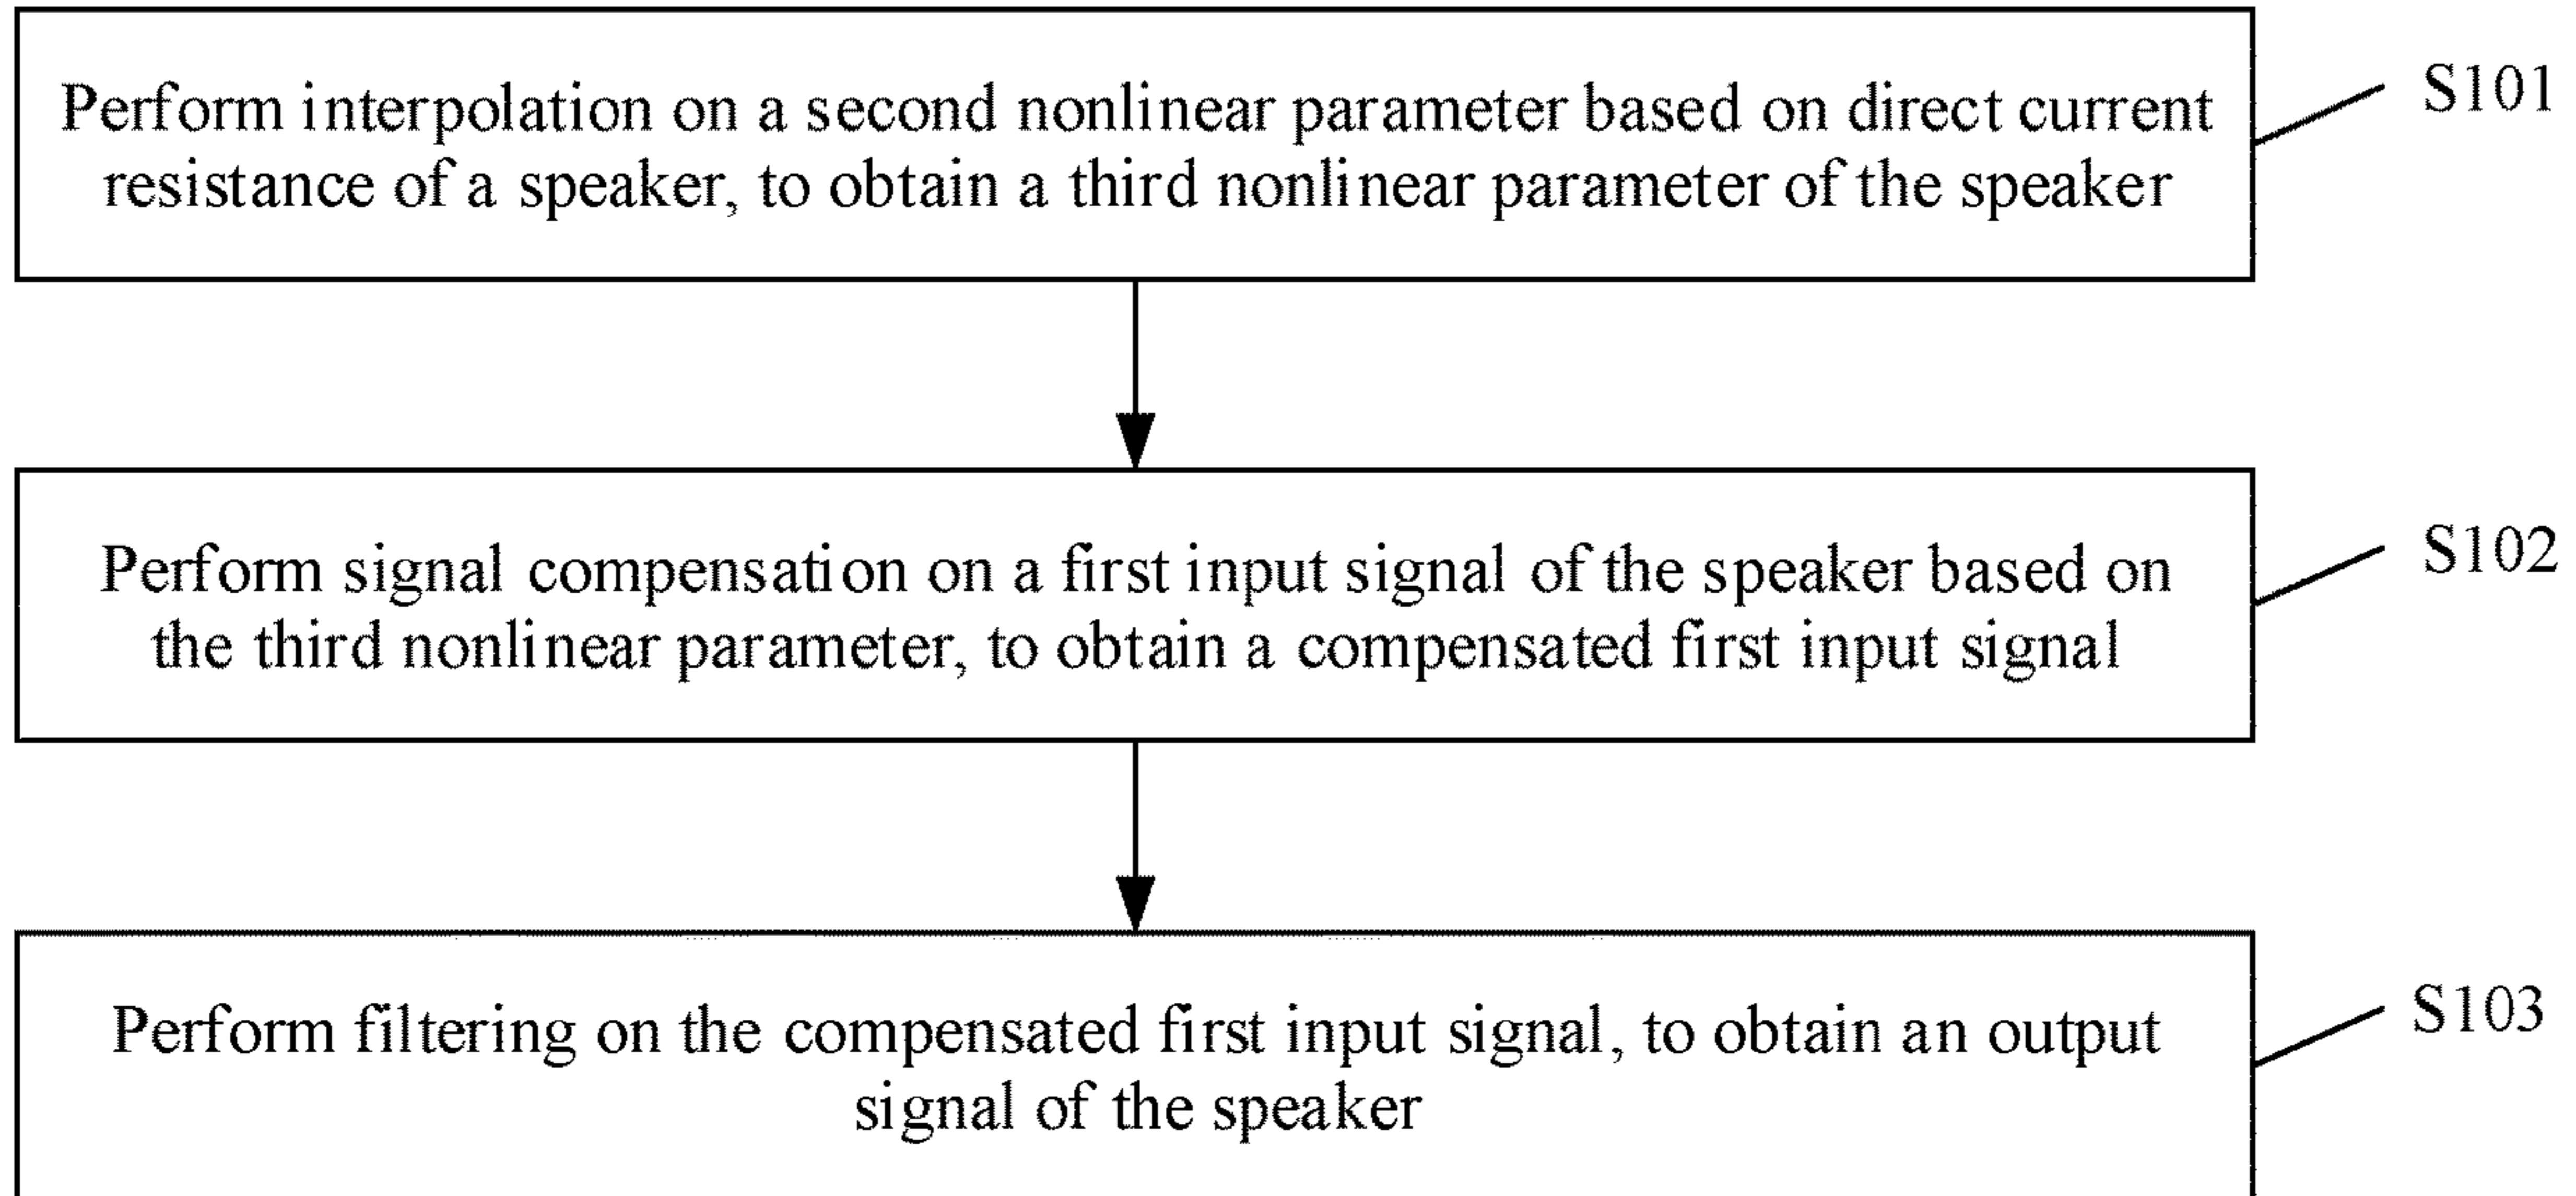 Perform interpolation on a second nonlinear parameter based on direct current
resistance of a speaker, to obtain a third nonlinear parameter of the speaker
S101
Perform signal compensation on a first input signal of the speaker based on
the third nonlinear parameter, to obtain a compensated first input signal
S102
Perform filtering on the compensated first input signal, to obtain an output
signal of the speaker
S103